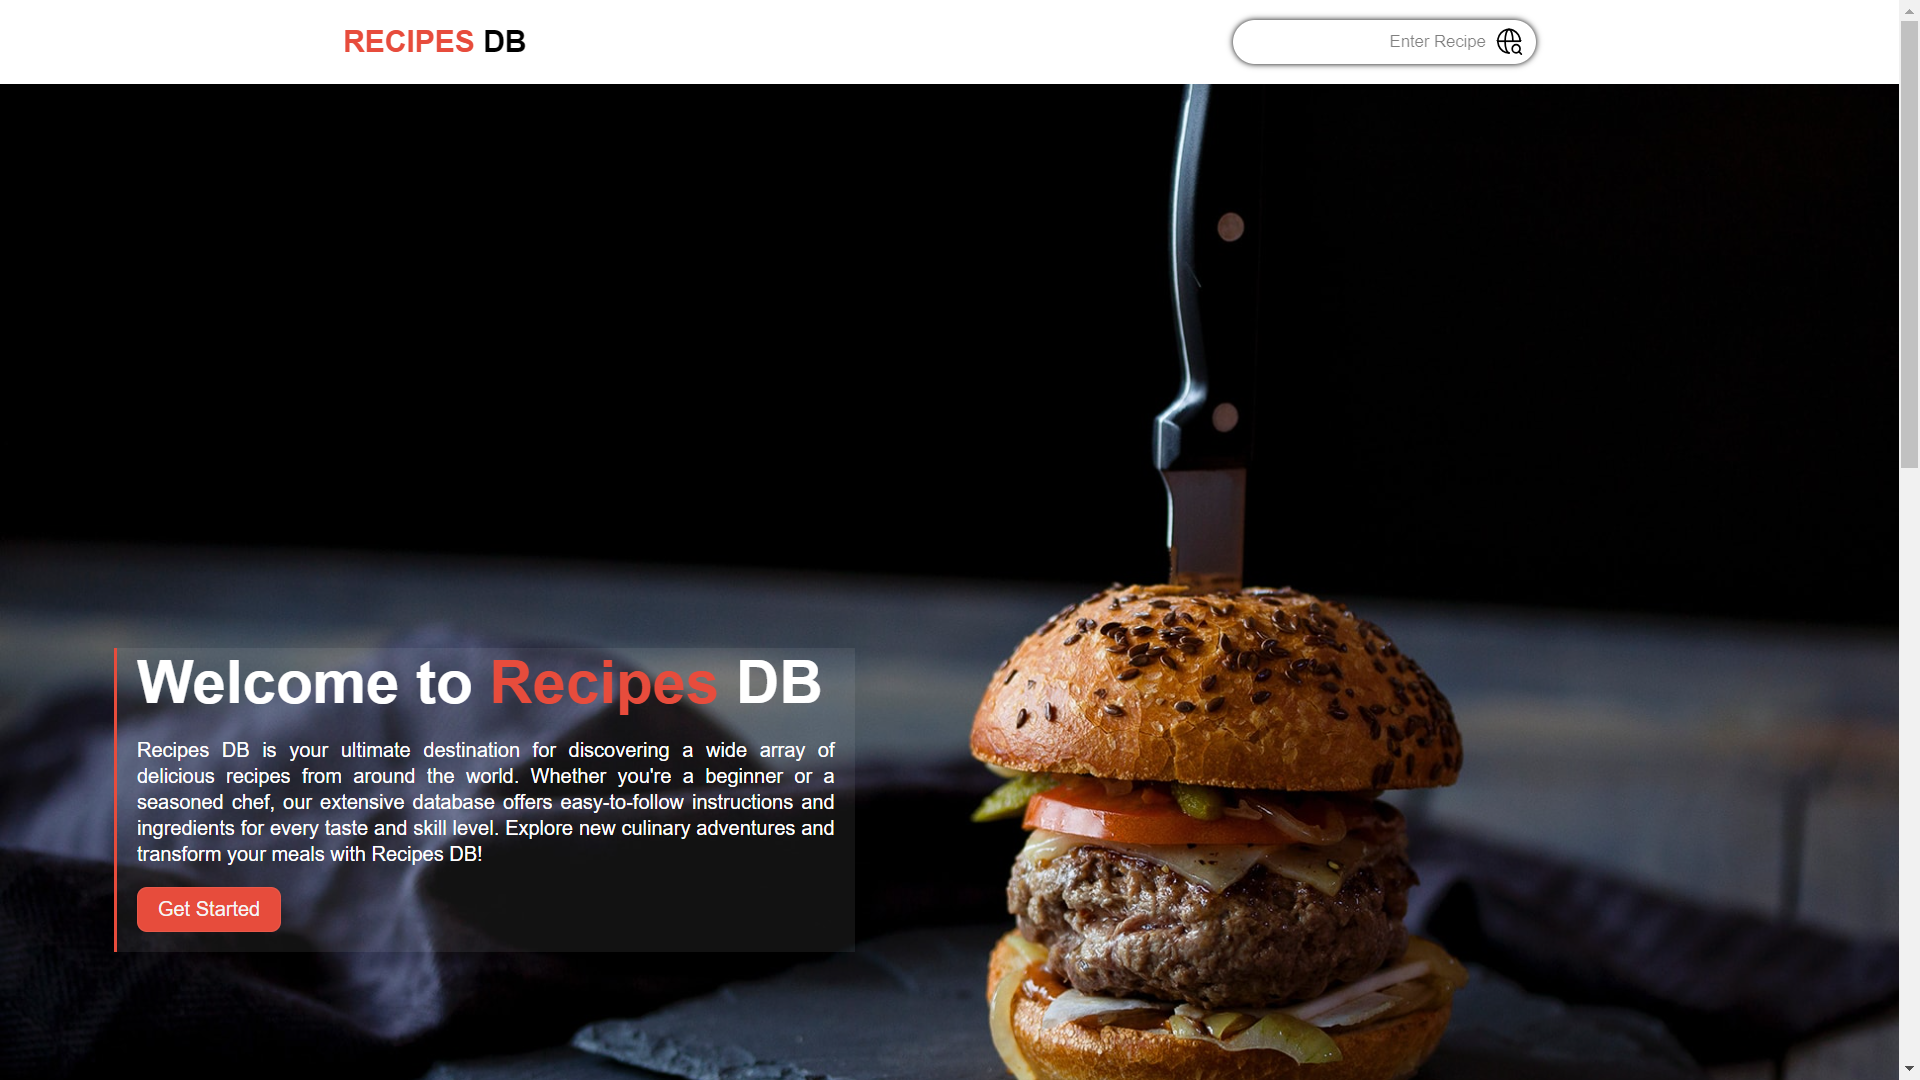 RECIPES DB
Enter Recipe
Welcome to Recipes DB
Recipes DB is your ultimate destination for discovering a wide array of
delicious recipes from around the world. Whether you're a beginner or a
seasoned chef, our extensive database offers easy-to-follow instructions and
ingredients for every taste and skill level. Explore new culinary adventures and
transform your meals with Recipes DB!
Get Started